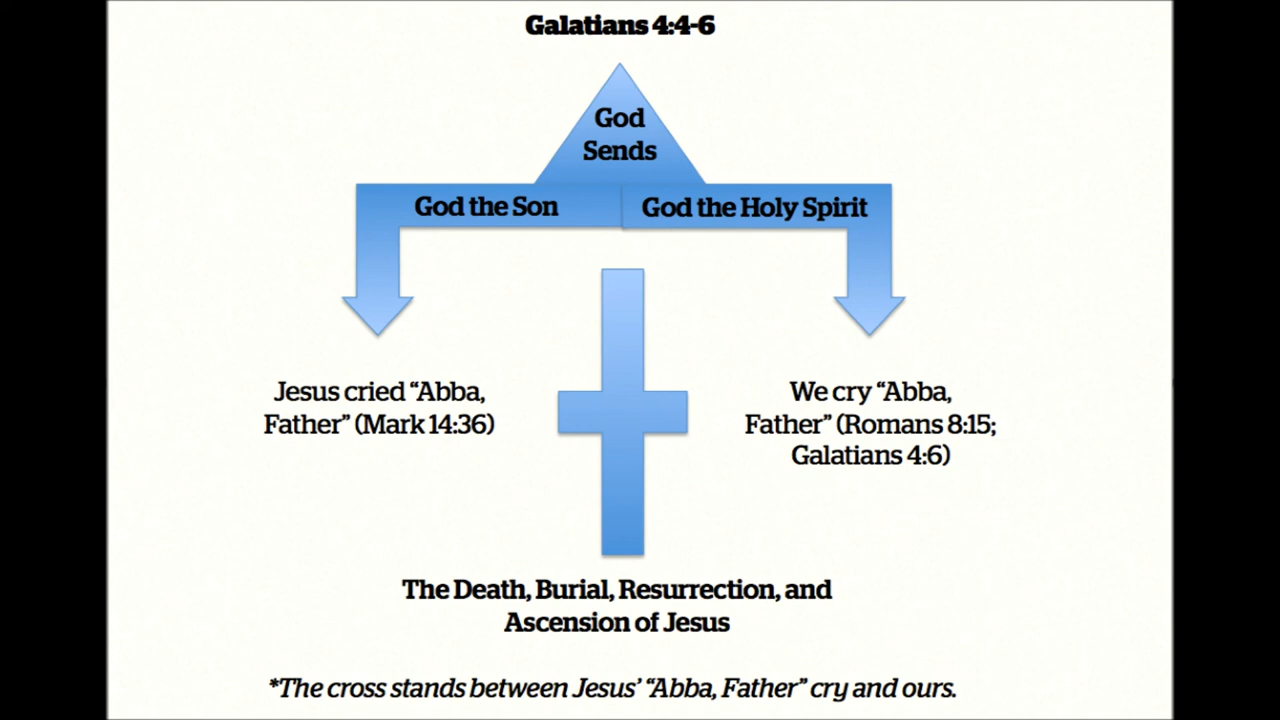 Galatians 4:4-6
God
Sends
God the Son
God the Holy Spirit
Jesus cried “Abba,
Father” (Mark 14:36)
We cry “Abba,
Father” (Romans 8:15;
Galatians 4:6)
The Death, Burial, Resurrection, and
Ascension of Jesus
*The cross stands between Jesus’ “Abba, Father” cry and ours.